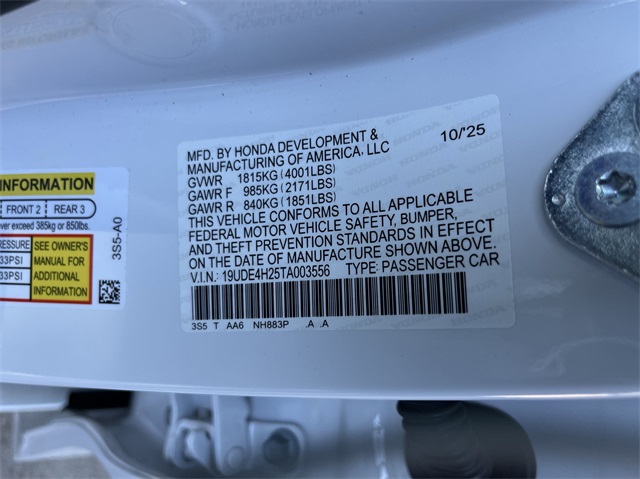 MFD. BY HONDA DEVELOPMENT & 10/'25
MANUFACTURING OF AMERICA, LLC
GVWR 1815KG(4001LBS)
GAWR F 985KG(2171LBS)
GAWR R 840KG(1851LBS)
THIS VEHICLE CONFORMS TO ALL APPLICABLE
FEDERAL MOTOR VEHICLE SAFETY, BUMPER,
AND THEFT PREVENTION STANDARDS IN EFFECT
ON THE DATE OF MANUFACTURE SHOWN ABOVE.
V.I.N.: 19UDE4H25TA003556 TYPE: PASSENGER CAR
3S5 T AA6 NH883P .A .A
INFORMATION
FRONT 2 REAR 3
exceed 385kg or 850lbs.
SEE OWNER'S
33PSI MANUAL FOR
33PSI ADDITIONAL
INFORMATION
3S5-A0